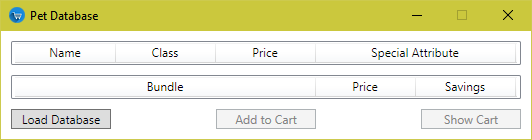 Pet Database
Name Class Price Special Attribute
Bundle Price Savings
Load Database Add to Cart Show Cart